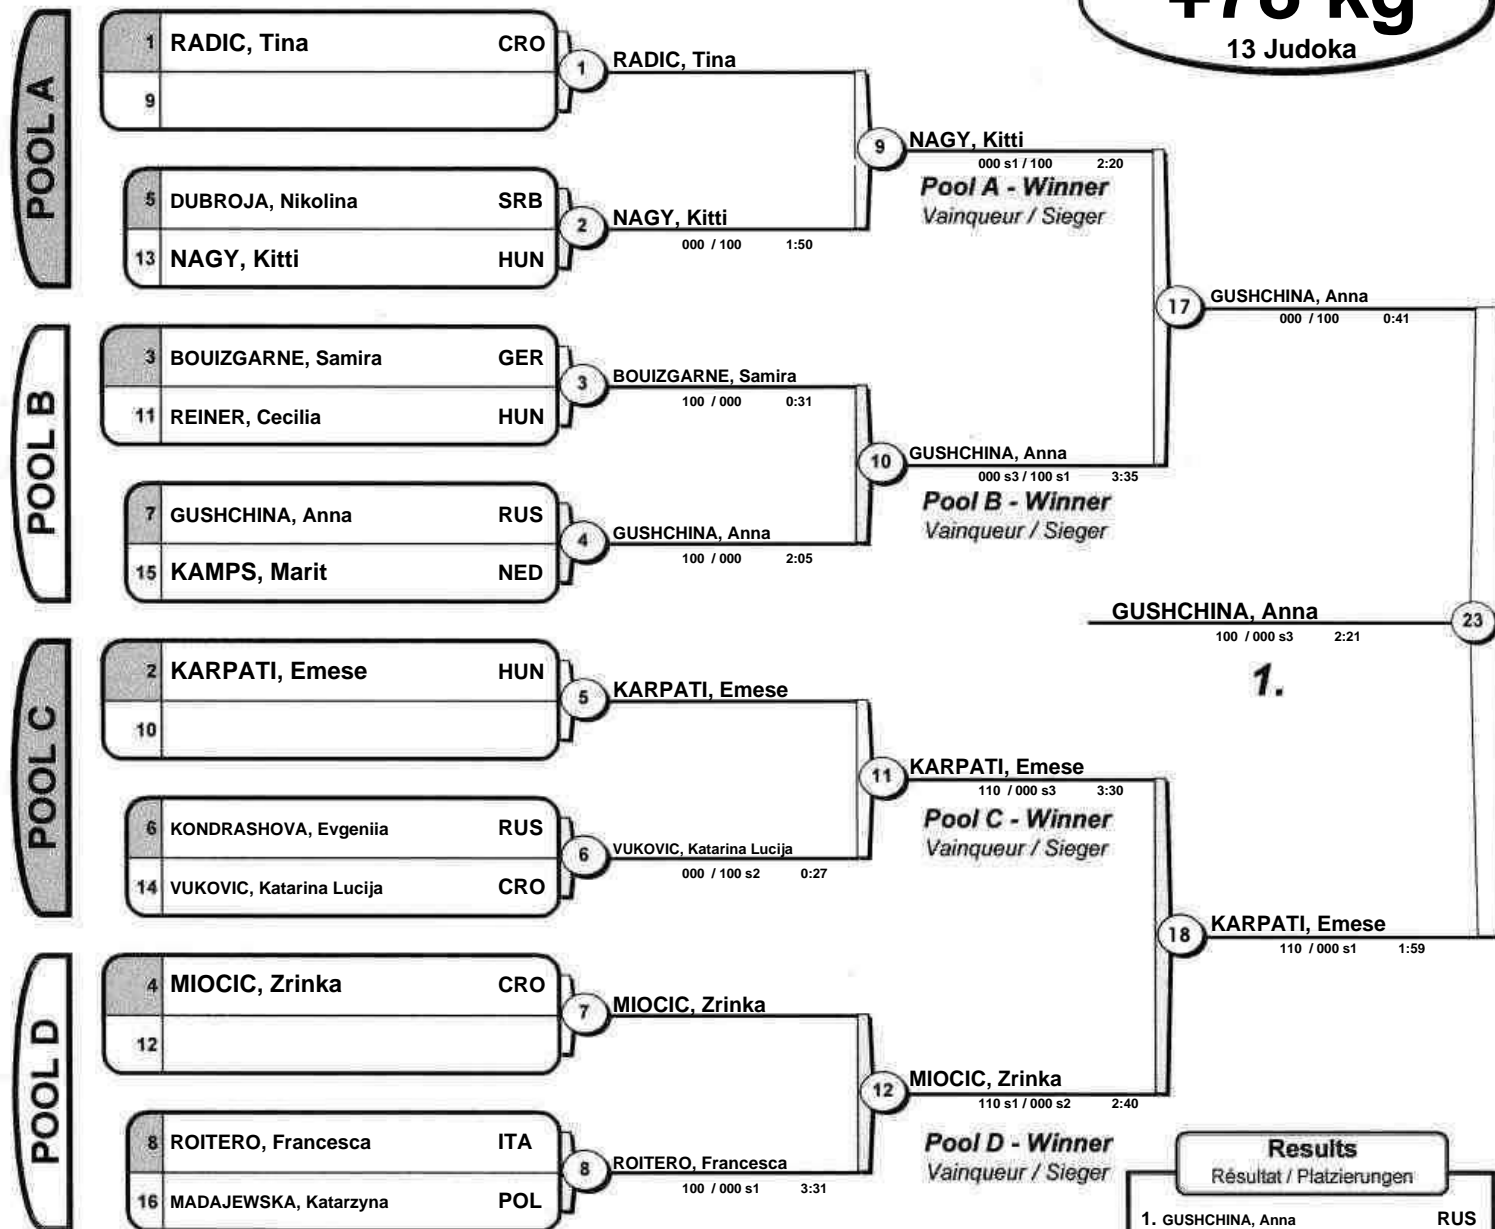 +78 kg
13 Judoka
POOL A
1 RADIC, Tina CRO
9
5 DUBROJA, Nikolina SRB
13 NAGY, Kitti HUN
1 RADIC, Tina
2 NAGY, Kitti
000 / 100 1:50
9 NAGY, Kitti
000 s1 / 100 2:20
Pool A - Winner
Vainqueur / Sieger
POOL B
3 BOUIZGARNE, Samira GER
11 REINER, Cecilia HUN
7 GUSHCHINA, Anna RUS
15 KAMPS, Marit NED
3 BOUIZGARNE, Samira
100 / 000 0:31
4 GUSHCHINA, Anna
100 / 000 2:05
10 GUSHCHINA, Anna
000 s3 / 100 s1 3:35
Pool B - Winner
Vainqueur / Sieger
17 GUSHCHINA, Anna
000 / 100 0:41
GUSHCHINA, Anna 23
100 / 000 s3 2:21
1.
POOL C
2 KARPATI, Emese HUN
10
6 KONDRASHOVA, Evgeniia RUS
14 VUKOVIC, Katarina Lucija CRO
5 KARPATI, Emese
6 VUKOVIC, Katarina Lucija
000 / 100 s2 0:27
11 KARPATI, Emese
110 / 000 s3 3:30
Pool C - Winner
Vainqueur / Sieger
18 KARPATI, Emese
110 / 000 s1 1:59
POOL D
4 MIOCIC, Zrinka CRO
12
8 ROITERO, Francesca ITA
16 MADAJEWSKA, Katarzyna POL
7 MIOCIC, Zrinka
8 ROITERO, Francesca
100 / 000 s1 3:31
12 MIOCIC, Zrinka
110 s1 / 000 s2 2:40
Pool D - Winner
Vainqueur / Sieger
Results
Résultat / Platzierungen
1. GUSHCHINA, Anna RUS